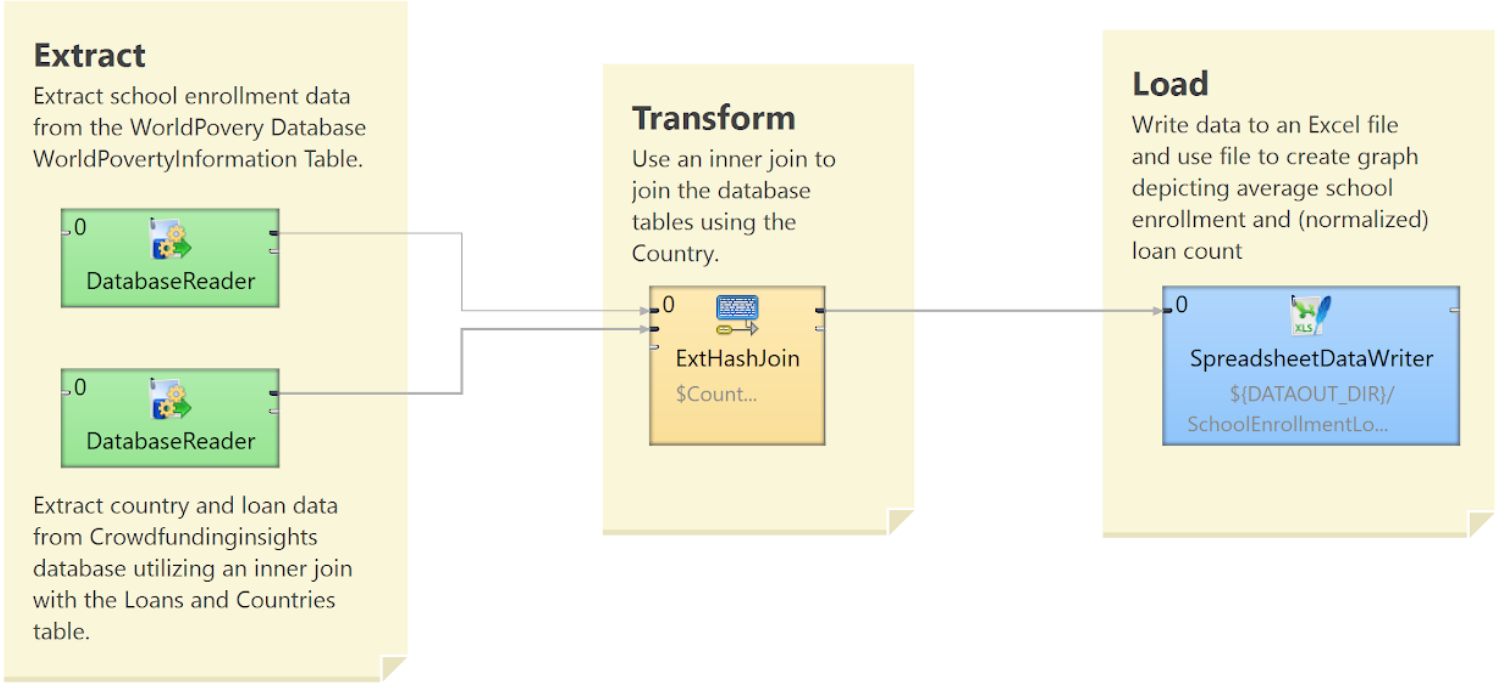 Extract
Extract school enrollment data
from the WorldPovery Database
WorldPovertyInformation Table.
0
DatabaseReader
0
DatabaseReader
Extract country and loan data
from Crowdfundinginsights
database utilizing an inner join
with the Loans and Countries
table.
Transform
Use an inner join to
join the database
tables using the
Country.
0
ExtHashJoin
$Count...
Load
Write data to an Excel file
and use file to create graph
depicting average school
enrollment and (normalized)
loan count
0
XLS
SpreadsheetDataWriter
${DATAOUT_DIR}/
SchoolEnrollmentLo...